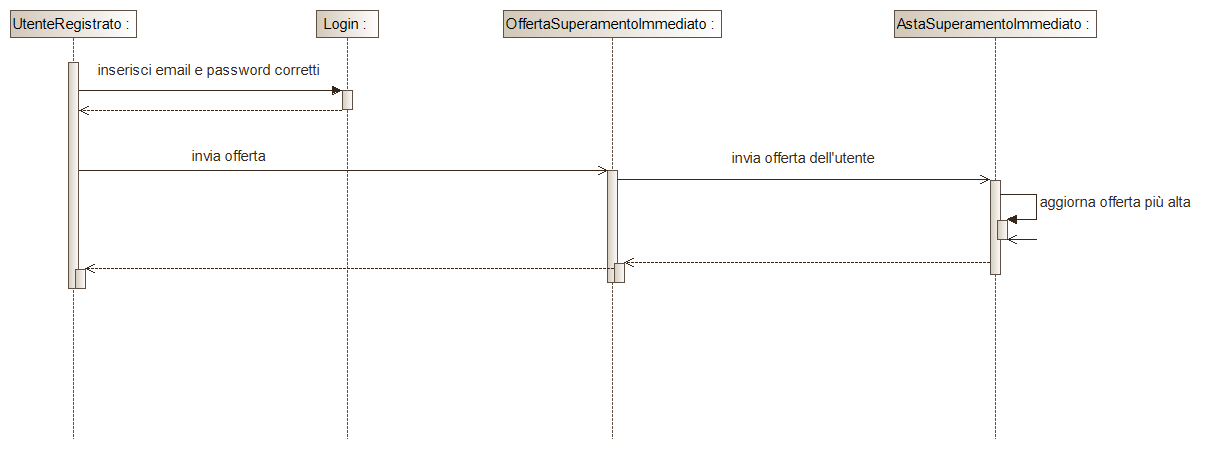 UtenteRegistrato :
Login :
OffertaSuperamentoImmediato :
AstaSuperamentoImmediato :
inserisci email e password corretti
invia offerta
invia offerta dell'utente
aggiorna offerta più alta